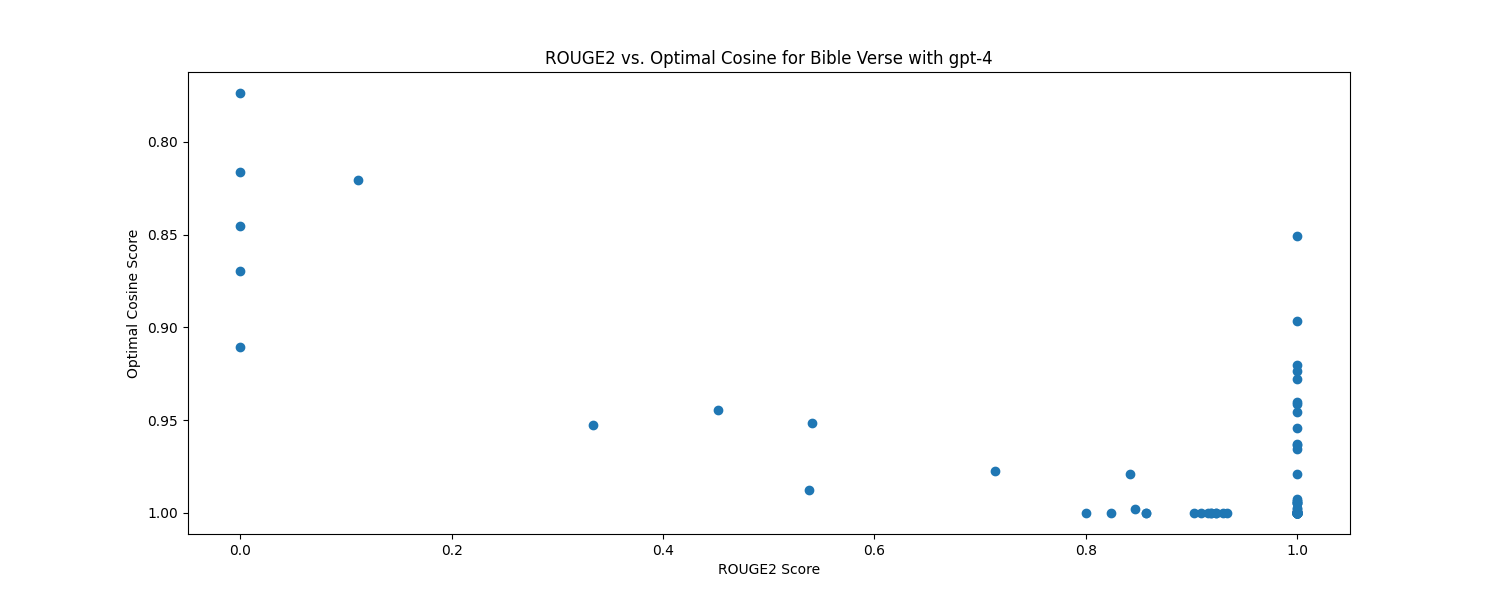 ROUGE2 vs. Optimal Cosine for Bible Verse with gpt-4
Optimal Cosine Score
0.80
0.85
0.90
0.95
1.00
0.0 0.2 0.4 0.6 0.8 1.0
ROUGE2 Score